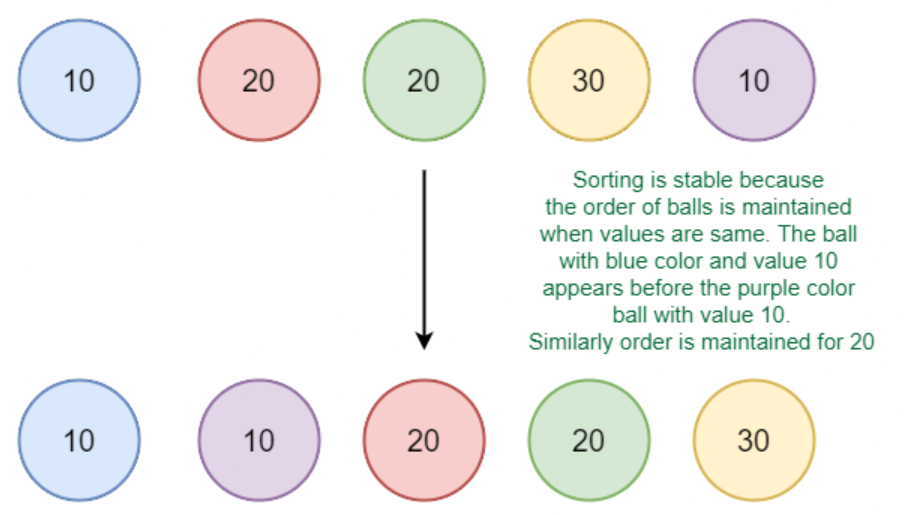 10 20 20 30 10
Sorting is stable because
the order of balls is maintained
when values are same. The ball
with blue color and value 10
appears before the purple color
ball with value 10.
Similarly order is maintained for 20
10 10 20 20 30